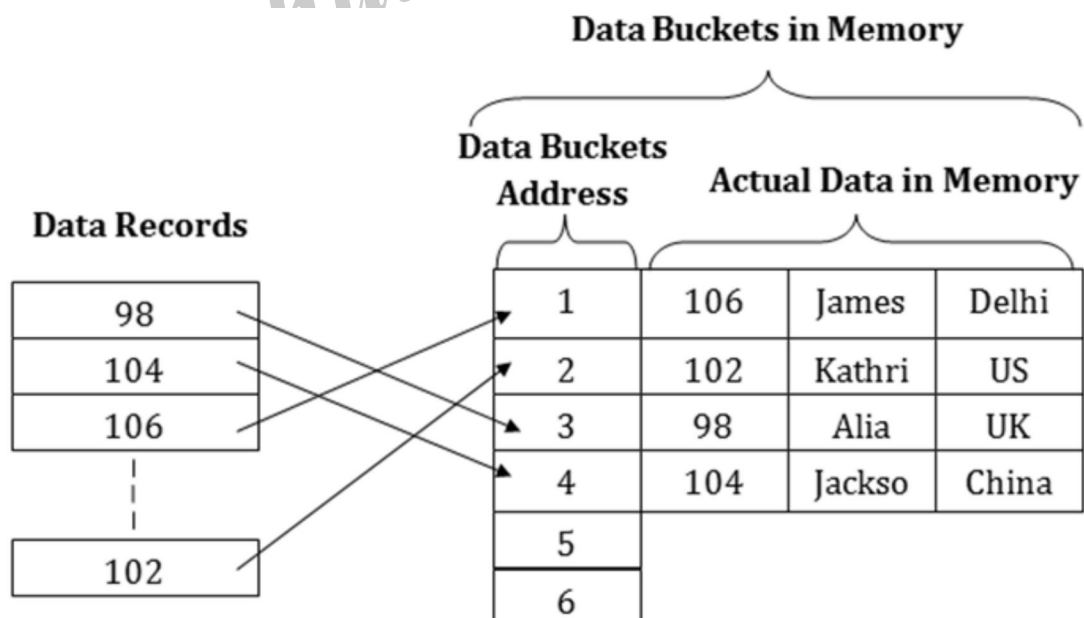 Data Buckets in Memory
Data Buckets
Address
Actual Data in Memory
Data Records
98
104
106
102
1 106 James Delhi
2 102 Kathri US
3 98 Alia UK
4 104 Jackso China
5
6